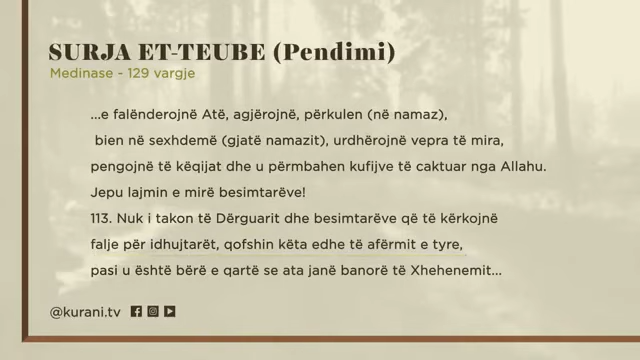 SURJA ET-TEUBE (Pendimi)
Medinase - 129 vargje
...e falënderojnë Atë, agjërojnë, përkulen (në namaz),
bien në sexhdemë (gjatë namazit), urdhërojnë vepra të mira,
pengojnë të këqijat dhe u përmbahen kufijve të caktuar nga Allahu.
Jepu lajmin e mirë besimtarëve!
113. Nuk i takon të Dërguarit dhe besimtarëve që të kërkojnë
falje për idhujtarët, qofshin këta edhe të afërmit e tyre,
pasi u është bërë e qartë se ata janë banorë të Xhehenemit...
@kurani.tv